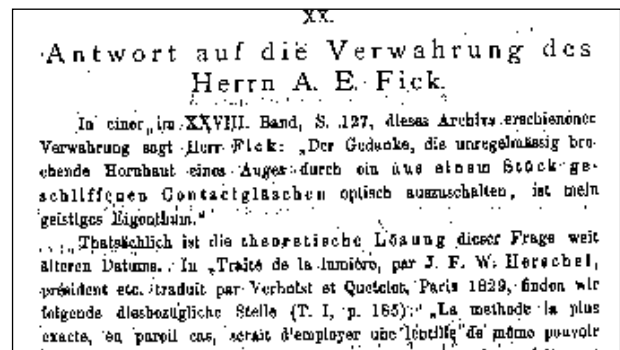 XX.
Antwort auf die Verwahrung des
Herrn A. E. Fick.
In einer im XXVIII. Band, S. 127, dieses Archivs erschienenen
Verwahrung sagt Herr Fick: „Der Gedanke, die unregelmässig bre-
chende Hornhaut eines Auges durch ein aus einem Stück ge-
schliffenen Contactgläschen optisch auszuschalten, ist mein
geistiges Eigenthum."
Thatsächlich ist die theoretische Lösung dieser Frage weit
älteren Datums. In „Traité de la lumière, par J. F. W. Herschel,
président etc. traduit par Verhulst et Quetelet, Paris 1829, finden wir
folgende diesbezügliche Stelle (T. I, p. 185): „La methode la plus
exacte, en pareil cas, serait d'employer une lentille de même pouvoir